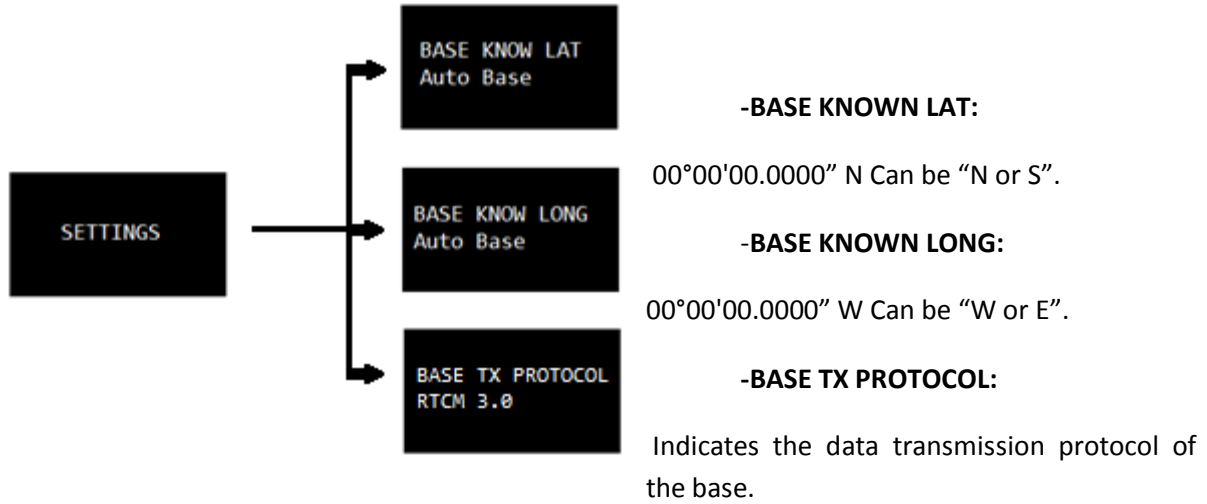 SETTINGS
BASE KNOW LAT
Auto Base
BASE KNOW LONG
Auto Base
BASE TX PROTOCOL
RTCM 3.0
-BASE KNOWN LAT:
00°00'00.0000” N Can be “N or S”.
-BASE KNOWN LONG:
00°00'00.0000” W Can be “W or E”.
-BASE TX PROTOCOL:
Indicates the data transmission protocol of
the base.